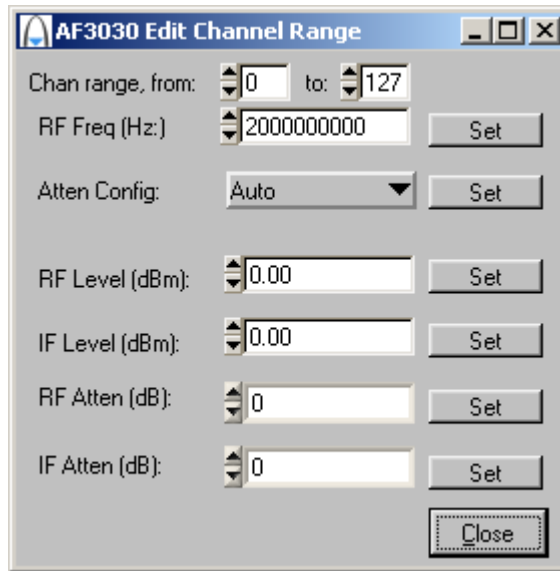 AF3030 Edit Channel Range
Chan range, from: 0 to: 127
RF Freq (Hz:) 2000000000 Set
Atten Config: Auto Set
RF Level (dBm): 0.00 Set
IF Level (dBm): 0.00 Set
RF Atten (dB): 0 Set
IF Atten (dB): 0 Set
Close